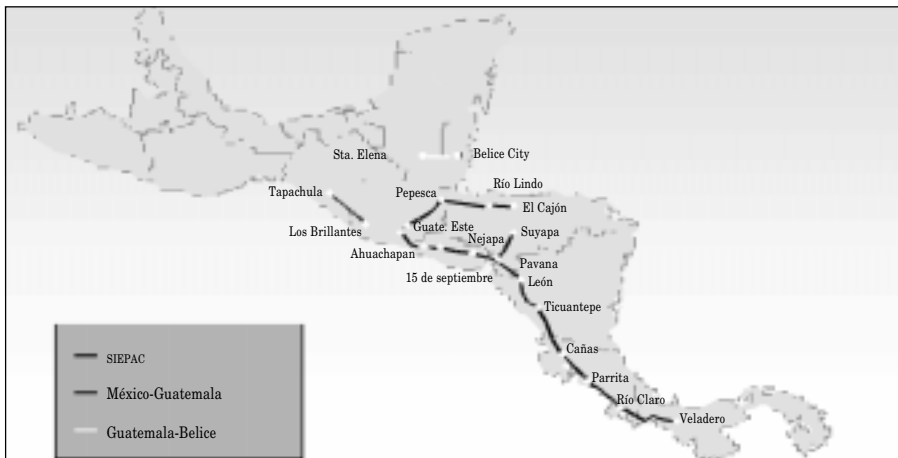 Sta. Elena
Belice City
Tapachula
Pepesca
Río Lindo
El Cajón
Los Brillantes
Guate. Este
Nejapa
Suyapa
Ahuachapan
Pavana
15 de septiembre
León
Ticuantepe
Cañas
Parrita
Río Claro
Veladero
SIEPAC
México-Guatemala
Guatemala-Belice